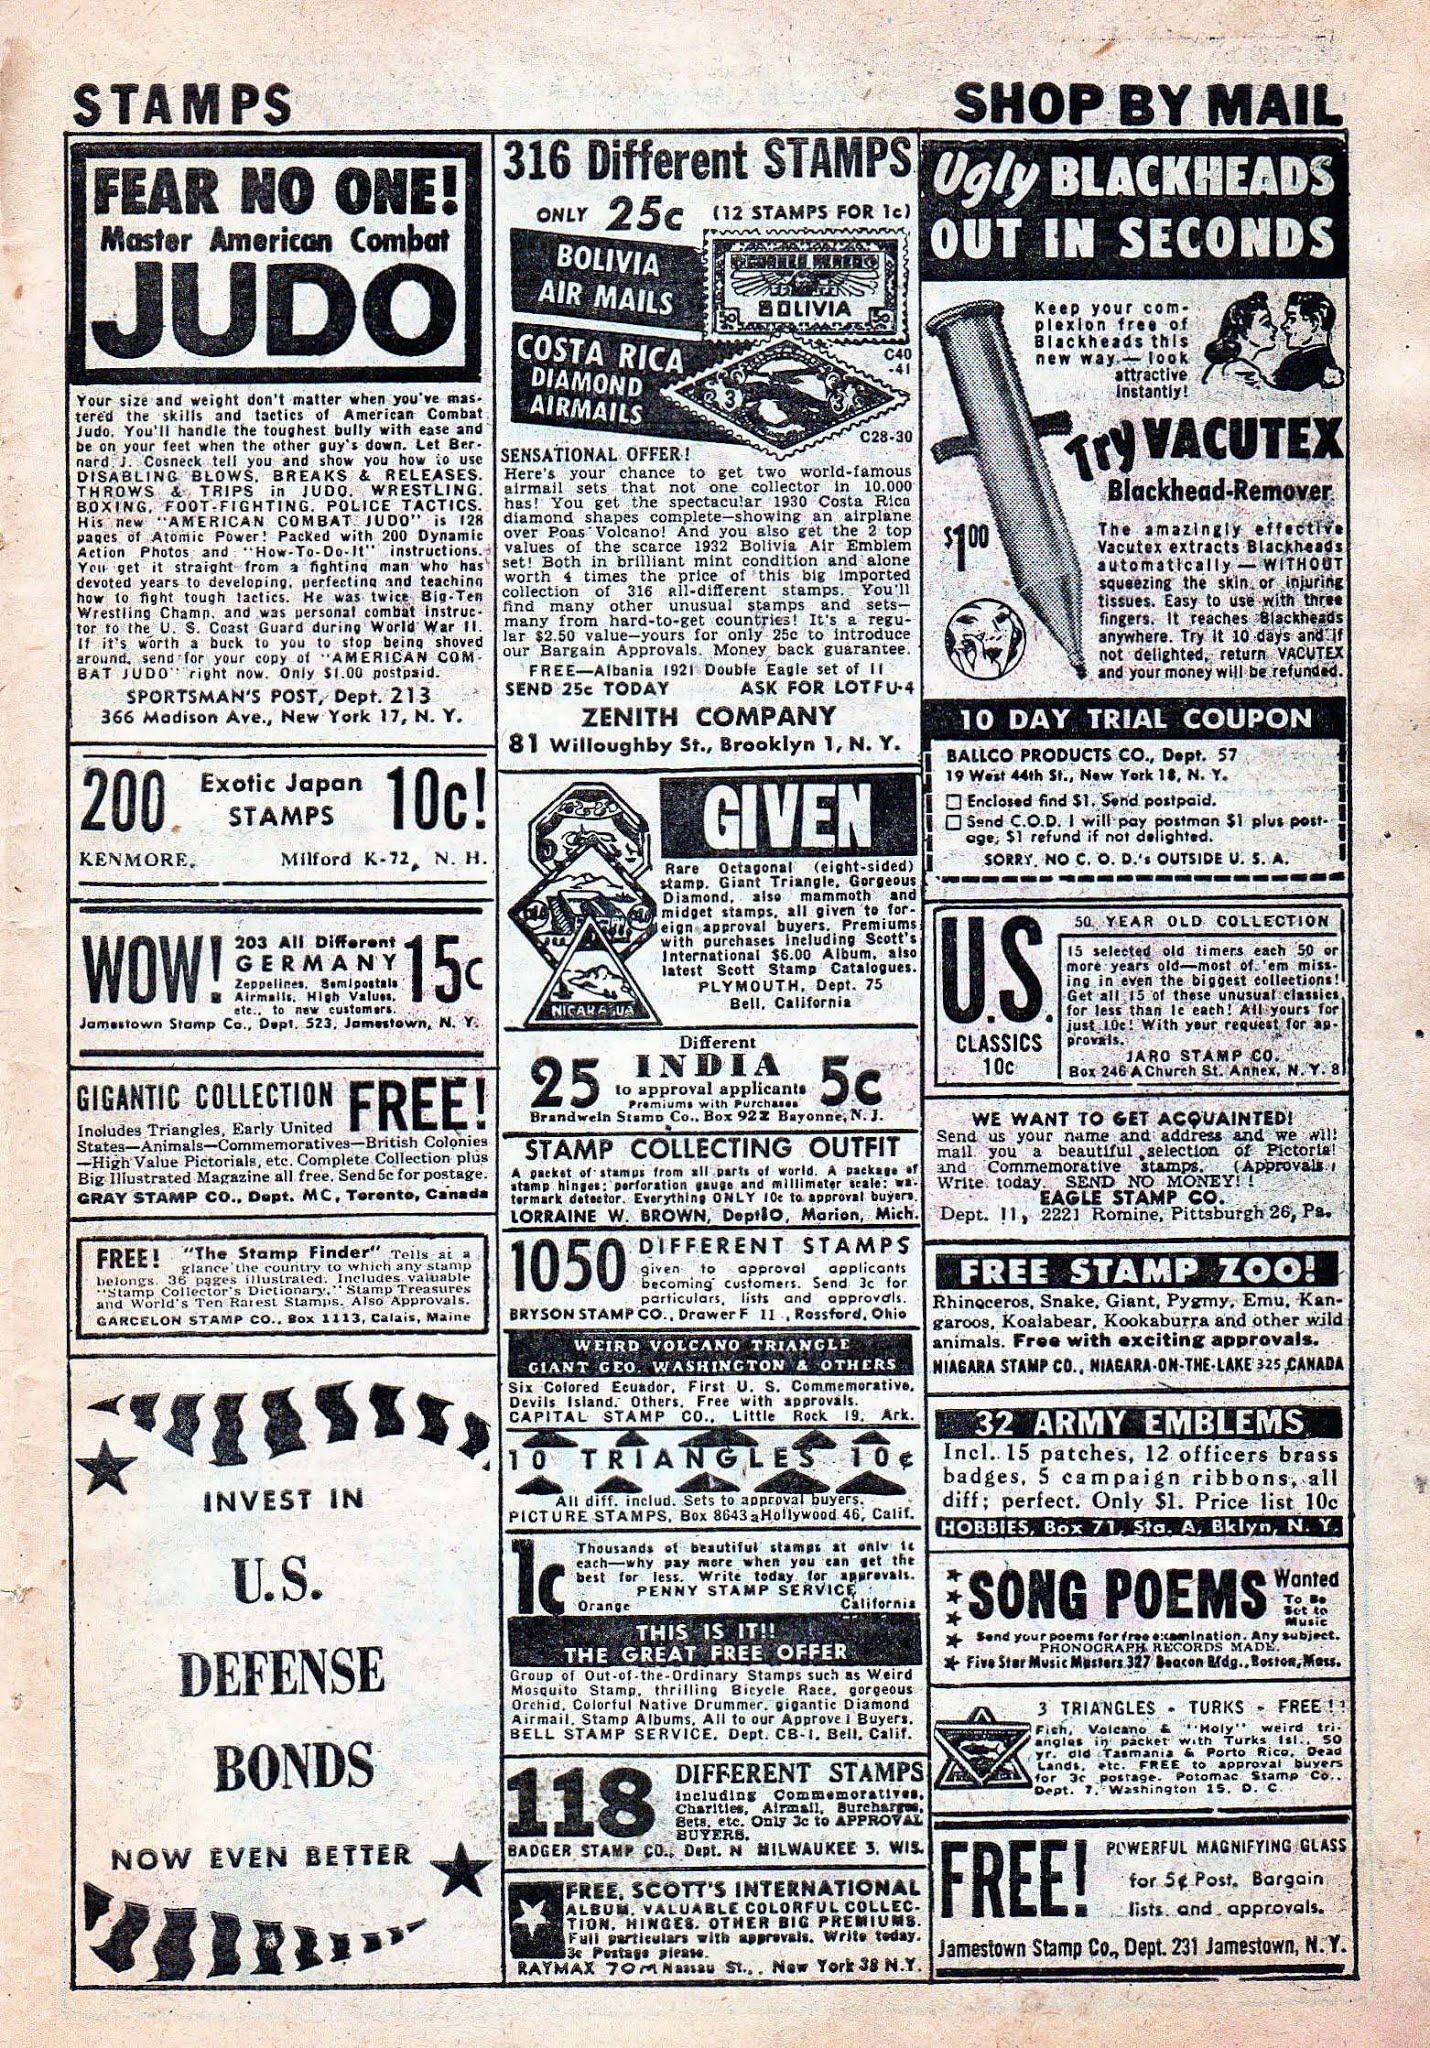 STAMPS
SHOP BY MAIL
FEAR NO ONE!
Master American Combat
JUDO
Your size and weight don't matter when you've mas-
tered the skills and tactics of American Combat
Judo. You'll handle the toughest bully with ease and
be on your feet when the other guy's down. Let Ber-
nard J. Cosneck tell you and show you how to use
DISABLING BLOWS, BREAKS & RELEASES,
THROWS & TRIPS in JUDO, WRESTLING,
BOXING, FOOT-FIGHTING, POLICE TACTICS.
His new "AMERICAN COMBAT JUDO" is 128
pages of Atomic Power! Packed with 200 Dynamic
Action Photos and "How-To-Do-It" instructions.
You get it straight from a fighting man who has
devoted years to developing, perfecting and teaching
how to fight tough tactics. He was twice Big-Ten
Wrestling Champ, and was personal combat instruc-
tor to the U. S. Coast Guard during World War II.
If it's worth a buck to you to stop being shoved
around, send for your copy of "AMERICAN COM-
BAT JUDO" right now. Only $1.00 postpaid.
SPORTSMAN'S POST, Dept. 213
366 Madison Ave., New York 17, N. Y.
200 Exotic Japan STAMPS 10c!
KENMORE, Milford K-72, N. H.
WOW! 203 All Different
GERMANY 15c
Zeppelines, Semipostals
Airmails, High Values,
etc., to new customers.
Jamestown Stamp Co., Dept. 523, Jamestown, N. Y.
GIGANTIC COLLECTION FREE!
Includes Triangles, Early United
States—Animals—Commemoratives—British Colonies
—High Value Pictorials, etc. Complete Collection plus
Big Illustrated Magazine all free. Send 5c for postage.
GRAY STAMP CO., Dept. MC, Toronto, Canada
FREE! "The Stamp Finder" Tells at a
glance the country to which any stamp
belongs. 36 pages illustrated. Includes valuable
"Stamp Collector's Dictionary," Stamp Treasures
and World's Ten Rarest Stamps. Also Approvals.
GARCELON STAMP CO., Box 1113, Calais, Maine
INVEST IN
U.S.
DEFENSE
BONDS
NOW EVEN BETTER
316 Different STAMPS
ONLY 25c (12 STAMPS FOR 1c)
BOLIVIA
AIR MAILS
CORREO AEREO
BOLIVIA
50 50
C40
-41
COSTA RICA
DIAMOND
AIRMAILS
3 3
C28-30
SENSATIONAL OFFER!
Here's your chance to get two world-famous
airmail sets that not one collector in 10,000
has! You get the spectacular 1930 Costa Rica
diamond shapes complete—showing an airplane
over Poas Volcano! And you also get the 2 top
values of the scarce 1932 Bolivia Air Emblem
set! Both in brilliant mint condition and alone
worth 4 times the price of this big imported
collection of 316 all-different stamps. You'll
find many other unusual stamps and sets—
many from hard-to-get countries! It's a regu-
lar $2.50 value—yours for only 25c to introduce
our Bargain Approvals. Money back guarantee.
FREE—Albania 1921 Double Eagle set of 11
SEND 25c TODAY ASK FOR LOT FU-4
ZENITH COMPANY
81 Willoughby St., Brooklyn 1, N. Y.
NICARAGUA
GIVEN
Rare Octagonal (eight-sided)
stamp. Giant Triangle, Gorgeous
Diamond, also mammoth and
midget stamps, all given to for-
eign approval buyers. Premiums
with purchases including Scott's
International $6.00 Album, also
latest Scott Stamp Catalogues.
PLYMOUTH, Dept. 75
Bell, California
25 Different
INDIA 5c
to approval applicants
Premiums with Purchases
Brandwein Stamp Co., Box 922 Bayonne, N. J.
STAMP COLLECTING OUTFIT
A packet of stamps from all parts of world. A package of
stamp hinges; perforation gauge and millimeter scale; wa-
termark detector. Everything ONLY 10c to approval buyers.
LORRAINE W. BROWN, Dept 10, Marion, Mich.
1050 DIFFERENT STAMPS
given to approval applicants
becoming customers. Send 3c for
particulars, lists and approvals.
BRYSON STAMP CO., Drawer F 11, Rossford, Ohio
WEIRD VOLCANO TRIANGLE
GIANT GEO. WASHINGTON & OTHERS
Six Colored Ecuador, First U. S. Commemorative,
Devils Island, Others, Free with approvals.
CAPITAL STAMP CO., Little Rock 19, Ark.
10 TRIANGLES 10¢
All diff. includ. Sets to approval buyers.
PICTURE STAMPS, Box 8643a Hollywood 46, Calif.
1c Thousands of beautiful stamps at only 1c
each—why pay more when you can get the
best for less. Write today for approvals.
PENNY STAMP SERVICE
Orange California
THIS IS IT!!
THE GREAT FREE OFFER
Group of Out-of-the-Ordinary Stamps such as Weird
Mosquito Stamp, thrilling Bicycle Race, gorgeous
Orchid, Colorful Native Drummer, gigantic Diamond
Airmail, Stamp Albums, All to our Approval Buyers.
BELL STAMP SERVICE, Dept. CB-1, Bell, Calif.
118 DIFFERENT STAMPS
Including Commemoratives,
Charities, Airmail, Surcharges,
Sets, etc. Only 3c to APPROVAL
BUYERS.
BADGER STAMP CO., Dept. N MILWAUKEE 3, WIS.
FREE, SCOTT'S INTERNATIONAL
ALBUM, VALUABLE COLORFUL COLLEC-
TION, HINGES, OTHER BIG PREMIUMS.
Full particulars with approvals. Write today.
3c Postage please.
RAYMAX 70M Nassau St., New York 38 N.Y.
Ugly BLACKHEADS
OUT IN SECONDS
Keep your com-
plexion free of
Blackheads this
new way — look
attractive
instantly!
Try VACUTEX
Blackhead-Remover
$1.00
The amazingly effective
Vacutex extracts Blackheads
automatically — WITHOUT
squeezing the skin or injuring
tissues. Easy to use with three
fingers. It reaches Blackheads
anywhere. Try it 10 days and if
not delighted, return VACUTEX
and your money will be refunded.
10 DAY TRIAL COUPON
BALLCO PRODUCTS CO., Dept. 57
19 West 44th St., New York 18, N. Y.
Enclosed find $1. Send postpaid.
Send C.O.D. I will pay postman $1 plus post-
age; $1 refund if not delighted.
SORRY, NO C. O. D.'s OUTSIDE U. S. A.
U.S.
CLASSICS
10c
50 YEAR OLD COLLECTION
15 selected old timers each 50 or
more years old—most of 'em miss-
ing in even the biggest collections!
Get all 15 of these unusual classics
for less than 1c each! All yours for
just 10c! With your request for ap-
provals.
JARO STAMP CO.
Box 246 A Church St. Annex, N. Y. 8
WE WANT TO GET ACQUAINTED!
Send us your name and address and we will
mail you a beautiful selection of Pictorial
and Commemorative stamps. (Approvals)
Write today. SEND NO MONEY!!
EAGLE STAMP CO.
Dept. 11, 2221 Romine, Pittsburgh 26, Pa.
FREE STAMP ZOO!
Rhinoceros, Snake, Giant, Pygmy, Emu, Kan-
garoos, Koalabear, Kookaburra and other wild
animals. Free with exciting approvals.
NIAGARA STAMP CO., NIAGARA-ON-THE-LAKE 325, CANADA
32 ARMY EMBLEMS
Incl. 15 patches, 12 officers brass
badges, 5 campaign ribbons, all
diff; perfect. Only $1. Price list 10c
HOBBIES, Box 71, Sta. A, Bklyn, N. Y.
SONG POEMS Wanted
To Be
Set to
Music
Send your poems for free examination. Any subject.
PHONOGRAPH RECORDS MADE.
Five Star Music Masters 327 Beacon Bldg., Boston, Mass.
3 TRIANGLES - TURKS - FREE!!
Fish, Volcano & "Holy" weird tri-
angles in packet with Turks Isl., 50
yr. old Tasmania & Porto Rico, Dead
Lands, etc. FREE to approval buyers
for 3c postage. Potomac Stamp Co.,
Dept. 7, Washington 15, D. C.
FREE! POWERFUL MAGNIFYING GLASS
for 5¢ Post. Bargain
lists and approvals.
Jamestown Stamp Co., Dept. 231 Jamestown, N. Y.